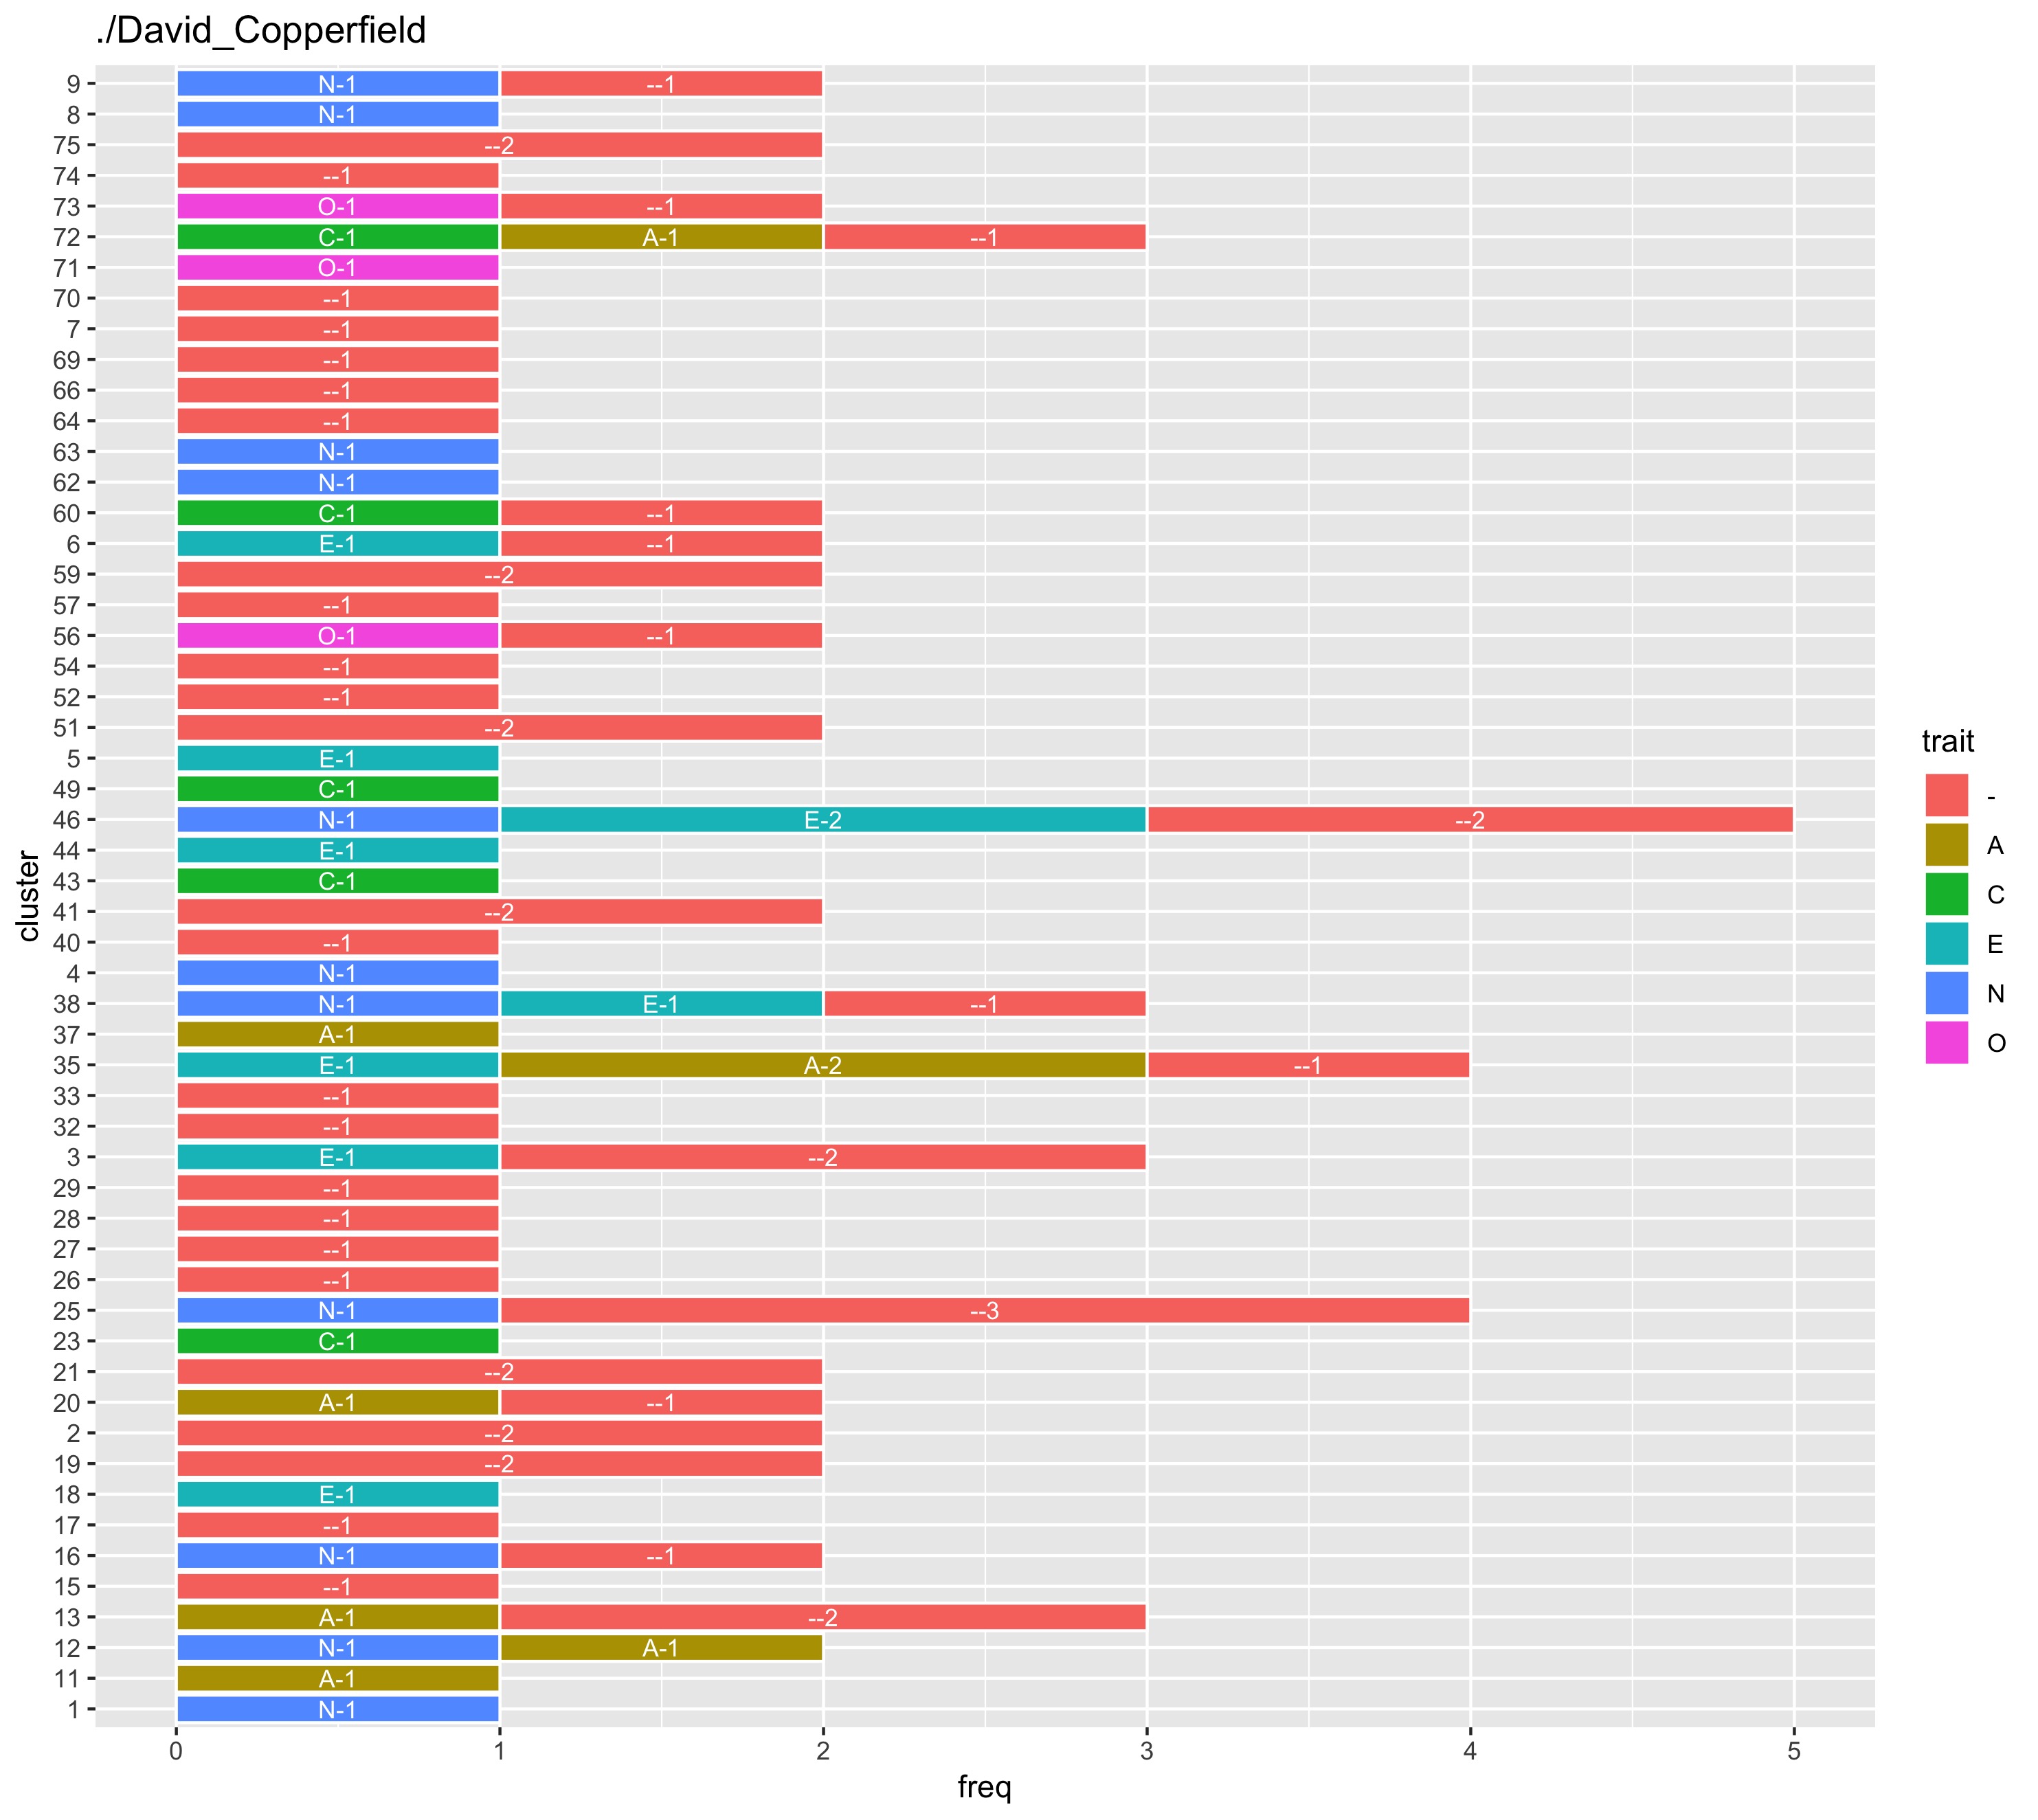 ./David_Copperfield
9 N-1 --1
8 N-1
75 --2
74 --1
73 O-1 --1
72 C-1 A-1 --1
71 O-1
70 --1
7 --1
69 --1
66 --1
64 --1
63 N-1
62 N-1
60 C-1 --1
6 E-1 --1
59 --2
57 --1
56 O-1 --1
54 --1
52 --1
51 --2
5 E-1
49 C-1
46 N-1 E-2 --2
44 E-1
43 C-1
41 --2
40 --1
4 N-1
38 N-1 E-1 --1
37 A-1
35 E-1 A-2 --1
33 --1
32 --1
3 E-1 --2
29 --1
28 --1
27 --1
26 --1
25 N-1 --3
23 C-1
21 --2
20 A-1 --1
2 --2
19 --2
18 E-1
17 --1
16 N-1 --1
15 --1
13 A-1 --2
12 N-1 A-1
11 A-1
1 N-1
0 1 2 3 4 5
freq
cluster
trait
-
A
C
E
N
O